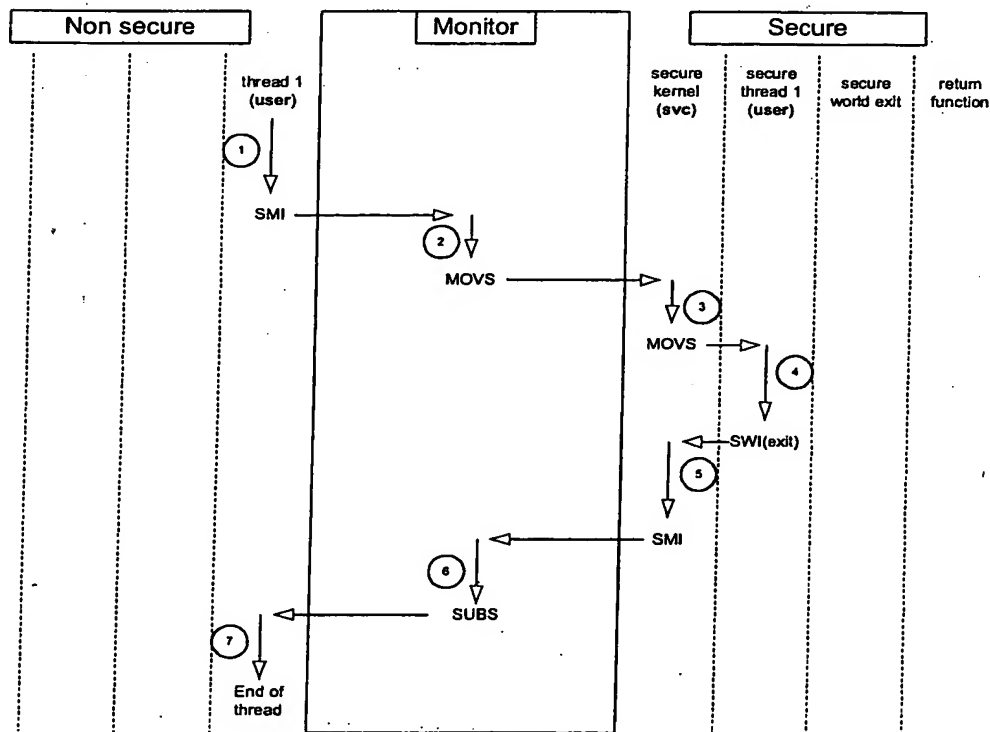 Non secure
Monitor
Secure
thread 1
(user)
secure
kernel
(svc)
secure
thread 1
(user)
secure
world exit
return
function
1
SMI
2
MOVS
3
MOVS
4
SWI(exit)
5
SMI
6
SUBS
7
End of
thread